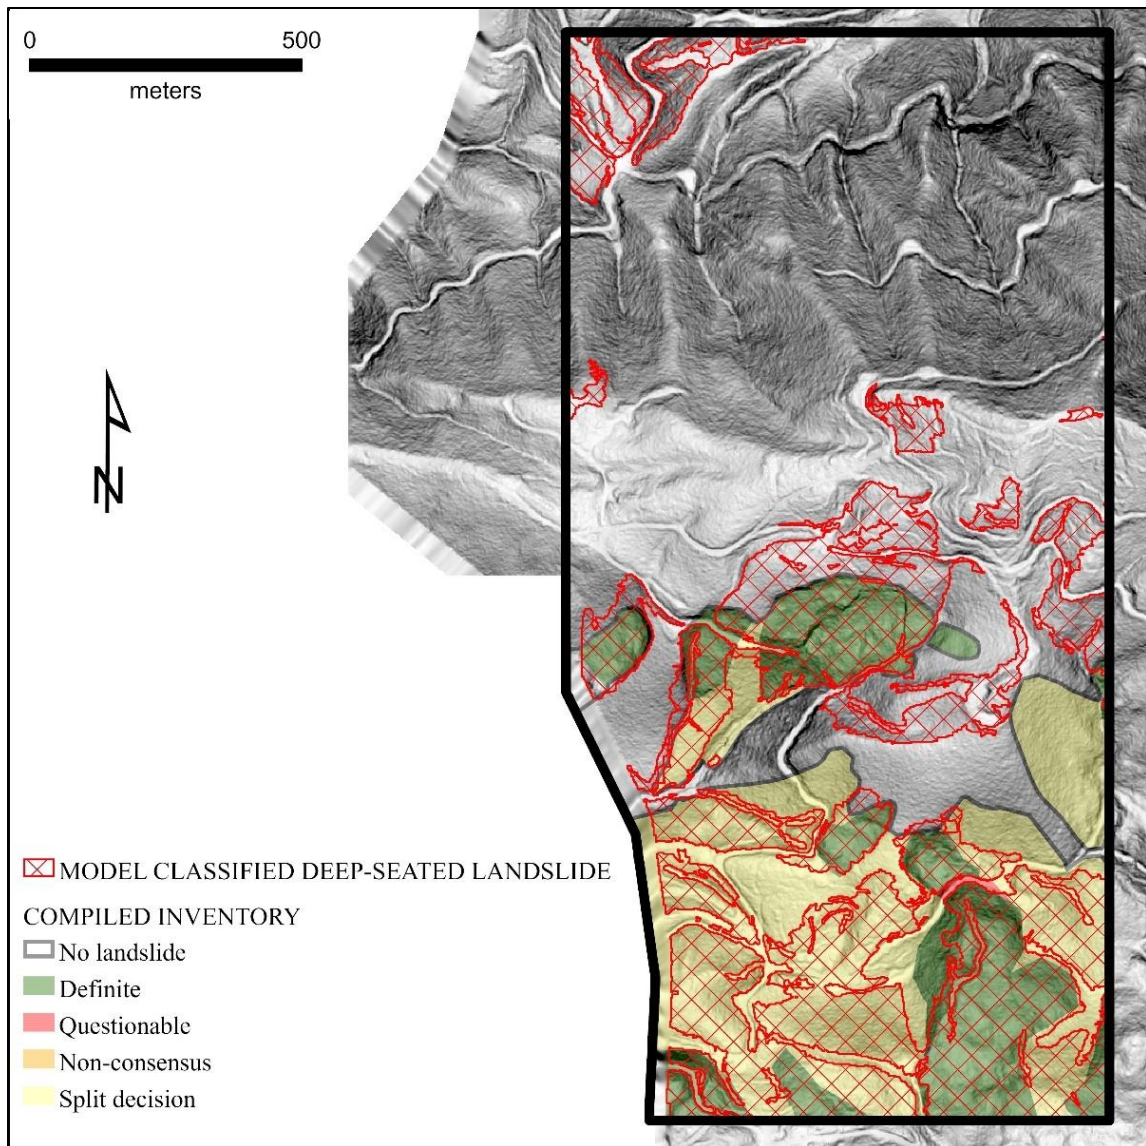 0 500
meters
N
MODEL CLASSIFIED DEEP-SEATED LANDSLIDE
COMPILED INVENTORY
No landslide
Definite
Questionable
Non-consensus
Split decision